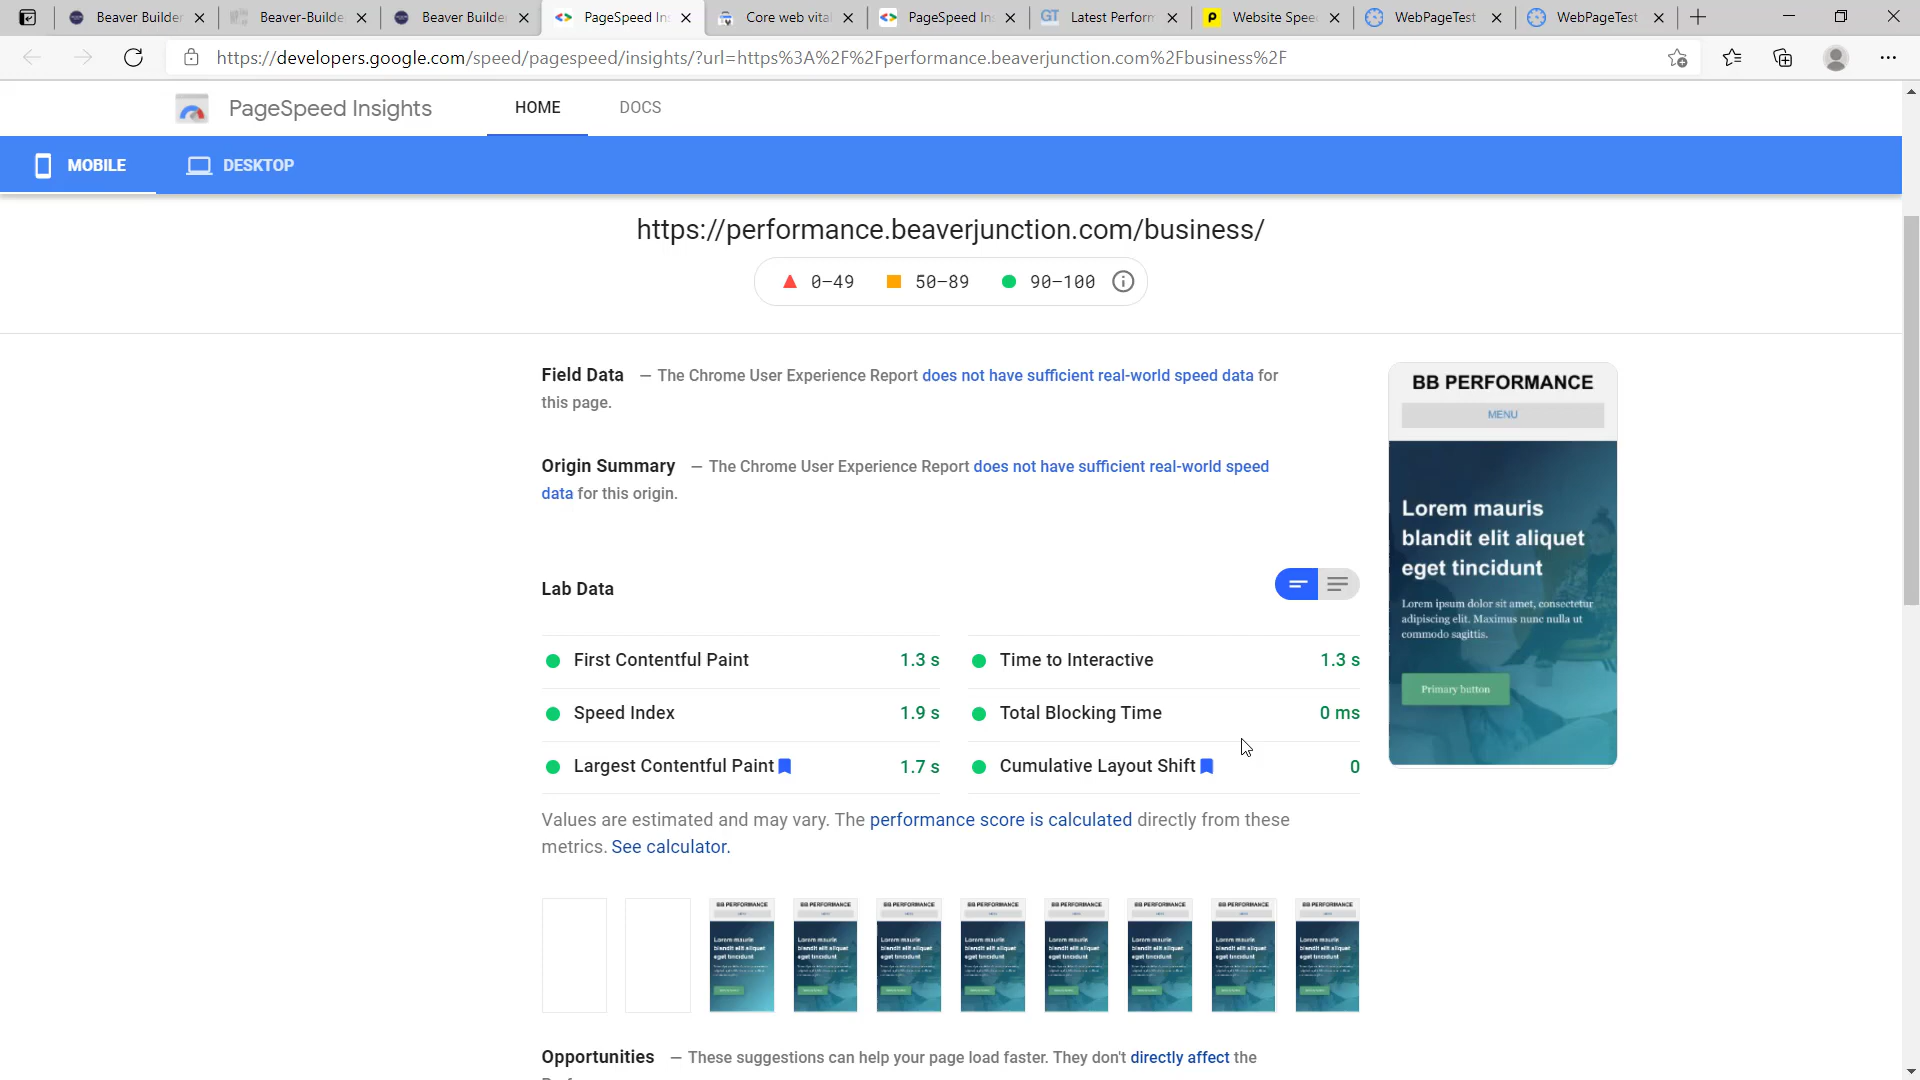 Beaver Builder
Beaver-Builde
Beaver Builde
PageSpeed In
Core web vital
PageSpeed In
GT
Latest Perform
p
Website Speed
WebPageTest
WebPageTest
https://developers.google.com/speed/pagespeed/insights/?url=https%3A%2F%2Fperformance.beaverjunction.com%2Fbusiness%2F
PageSpeed Insights
HOME
DOCS
MOBILE
DESKTOP
https://performance.beaverjunction.com/business/
0–49
50–89
90–100
Field Data — The Chrome User Experience Report does not have sufficient real-world speed data for
this page.
Origin Summary — The Chrome User Experience Report does not have sufficient real-world speed
data for this origin.
BB PERFORMANCE
MENU
Lorem mauris
blandit elit aliquet
eget tincidunt
Lorem ipsum dolor sit amet, consectetur
adipiscing elit. Maximus nunc nulla ut
commodo sagittis.
Primary button
Lab Data
First Contentful Paint 1.3 s
Time to Interactive 1.3 s
Speed Index 1.9 s
Total Blocking Time 0 ms
Largest Contentful Paint 1.7 s
Cumulative Layout Shift 0
Values are estimated and may vary. The performance score is calculated directly from these
metrics. See calculator.
Opportunities — These suggestions can help your page load faster. They don't directly affect the